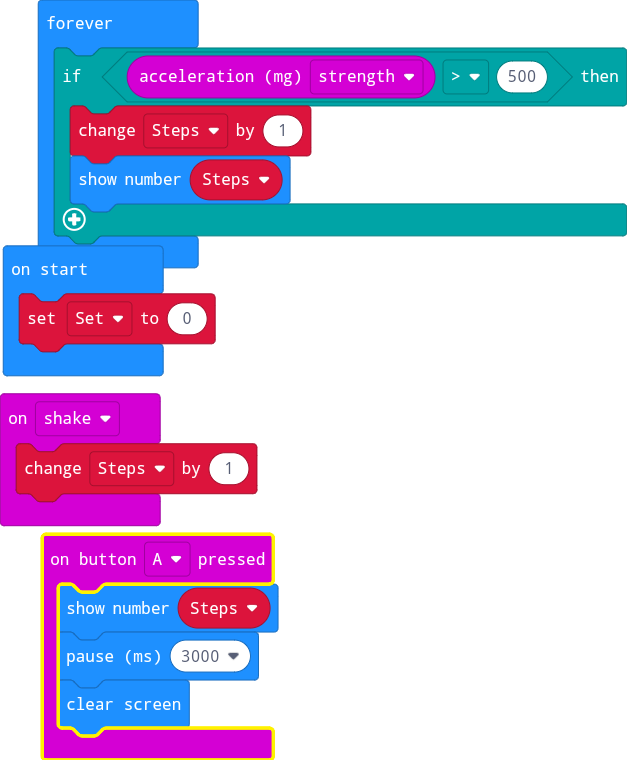 forever
if acceleration (mg) strength > 500 then
change Steps by 1
show number Steps
on start
set Set to 0
on shake
change Steps by 1
on button A pressed
show number Steps
pause (ms) 3000
clear screen